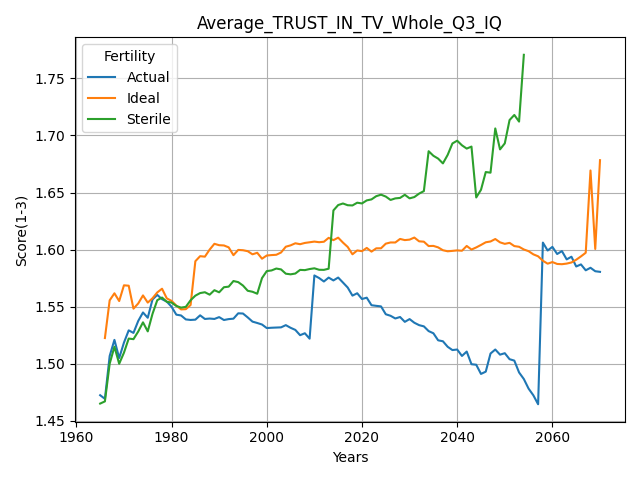 Average_TRUST_IN_TV_Whole_Q3_IQ
Fertility
Actual
Ideal
Sterile
Score(1-3)
1.75
1.70
1.65
1.60
1.55
1.50
1.45
1960
1980
2000
2020
2040
2060
Years